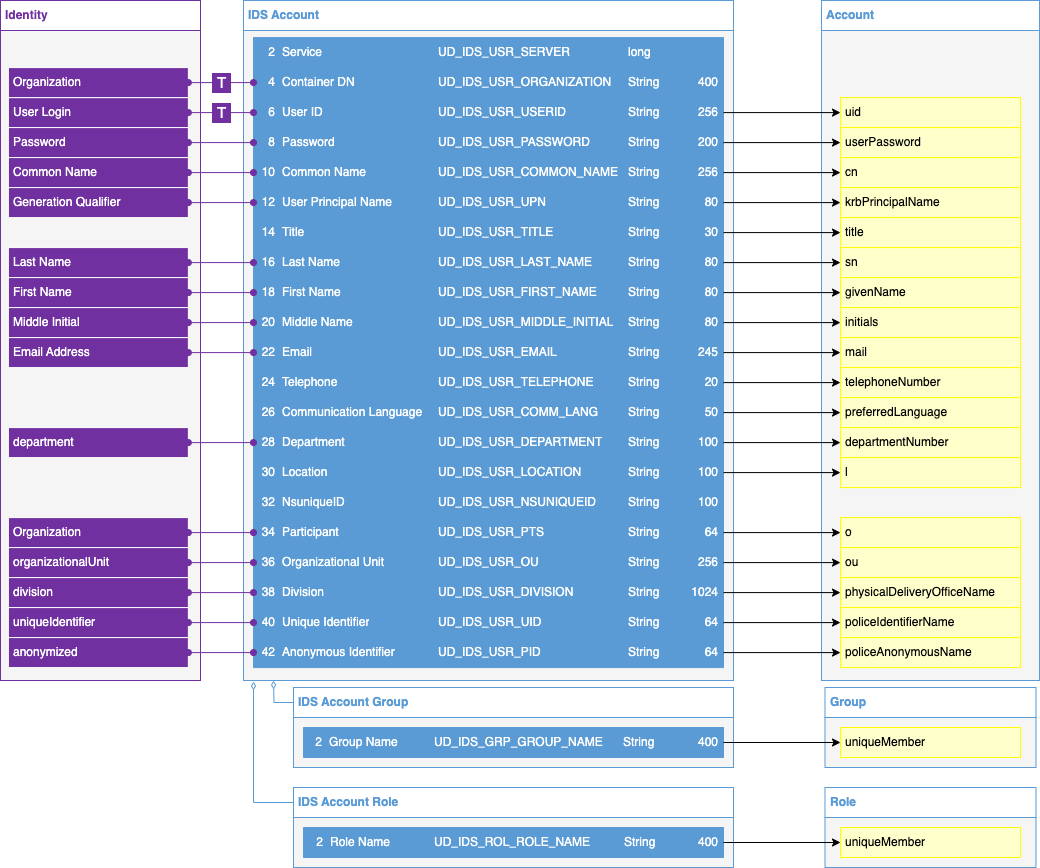 Identity IDS Account Account
2 Service UD_IDS_USR_SERVER long
Organization T 4 Container DN UD_IDS_USR_ORGANIZATION String 400
User Login T 6 User ID UD_IDS_USR_USERID String 256 uid
Password 8 Password UD_IDS_USR_PASSWORD String 200 userPassword
Common Name 10 Common Name UD_IDS_USR_COMMON_NAME String 256 cn
Generation Qualifier 12 User Principal Name UD_IDS_USR_UPN String 80 krbPrincipalName
14 Title UD_IDS_USR_TITLE String 30 title
Last Name 16 Last Name UD_IDS_USR_LAST_NAME String 80 sn
First Name 18 First Name UD_IDS_USR_FIRST_NAME String 80 givenName
Middle Initial 20 Middle Name UD_IDS_USR_MIDDLE_INITIAL String 80 initials
Email Address 22 Email UD_IDS_USR_EMAIL String 245 mail
24 Telephone UD_IDS_USR_TELEPHONE String 20 telephoneNumber
26 Communication Language UD_IDS_USR_COMM_LANG String 50 preferredLanguage
department 28 Department UD_IDS_USR_DEPARTMENT String 100 departmentNumber
30 Location UD_IDS_USR_LOCATION String 100 l
32 NsuniqueID UD_IDS_USR_NSUNIQUEID String 100
Organization 34 Participant UD_IDS_USR_PTS String 64 o
organizationalUnit 36 Organizational Unit UD_IDS_USR_OU String 256 ou
division 38 Division UD_IDS_USR_DIVISION String 1024 physicalDeliveryOfficeName
uniqueIdentifier 40 Unique Identifier UD_IDS_USR_UID String 64 policeIdentifierName
anonymized 42 Anonymous Identifier UD_IDS_USR_PID String 64 policeAnonymousName
IDS Account Group Group
2 Group Name UD_IDS_GRP_GROUP_NAME String 400 uniqueMember
IDS Account Role Role
2 Role Name UD_IDS_ROL_ROLE_NAME String 400 uniqueMember